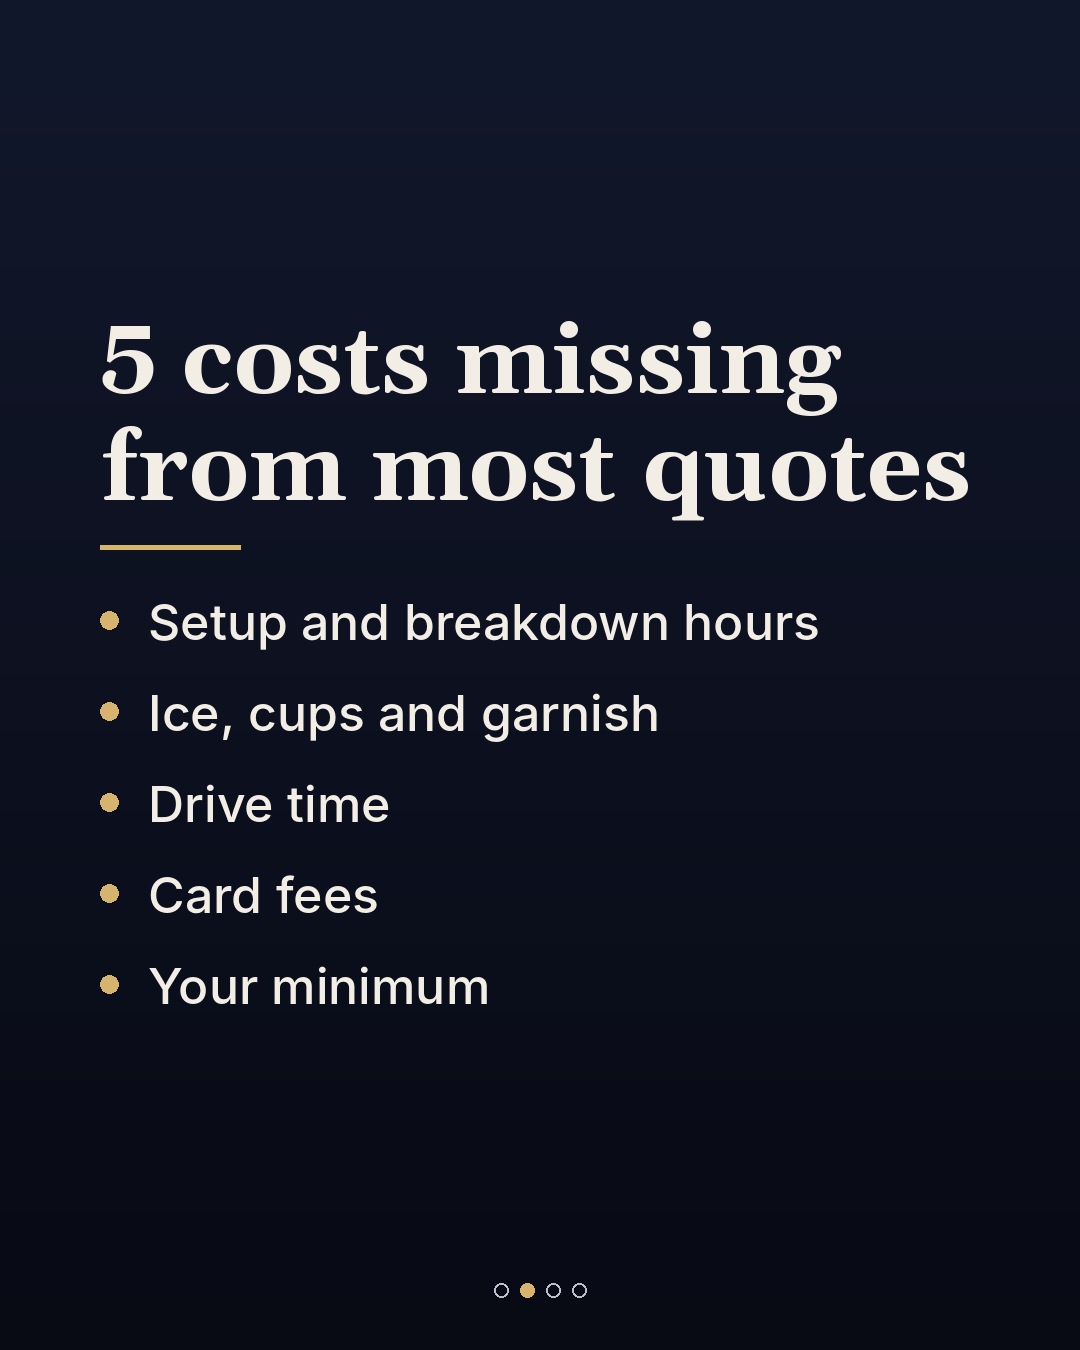 5 costs missing
from most quotes
Setup and breakdown hours
Ice, cups and garnish
Drive time
Card fees
Your minimum